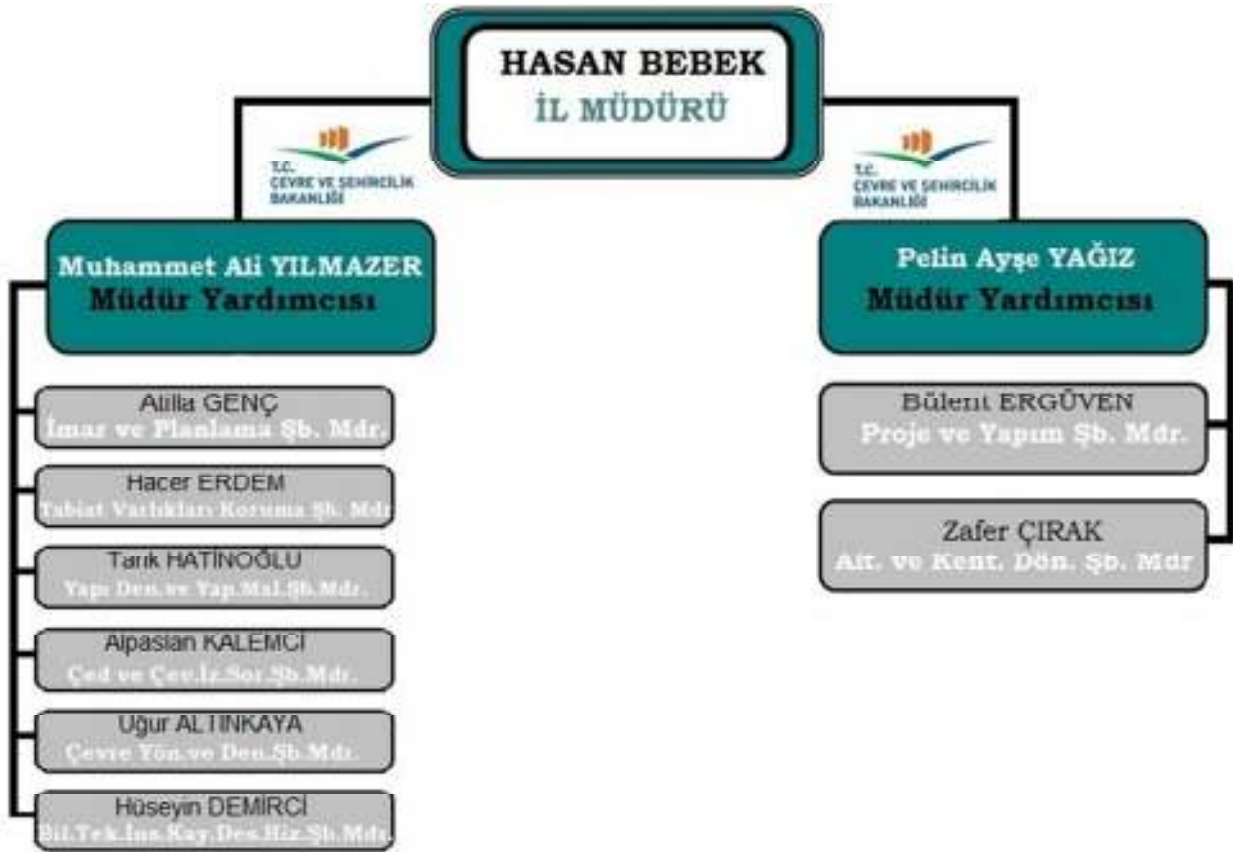 HASAN BEBEK
İL MÜDÜRÜ
T.C.
ÇEVRE VE ŞEHİRCİLİK
BAKANLIĞI
T.C.
ÇEVRE VE ŞEHİRCİLİK
BAKANLIĞI
Muhammet Ali YILMAZER
Müdür Yardımcısı
Atilla GENÇ
İmar ve Planlama Şb. Mdr.
Hacer ERDEM
Tabiat Varlıkları Koruma Şb. Mdr
Tarık HATİNOĞLU
Yapı Den.ve Yap.Mal.Şb.Mdr.
Alpaslan KALEMCİ
Çed ve Çev.İz.Sor.Şb.Mdr.
Uğur ALTINKAYA
Çevre Yön.ve Den.Şb.Mdr.
Hüseyin DEMİRCİ
Bil.Tek.İns.Kay.Des.Hiz.Şb.Mdr.
Pelin Ayşe YAĞIZ
Müdür Yardımcısı
Bülent ERGÜVEN
Proje ve Yapım Şb. Mdr.
Zafer ÇIRAK
Alt. ve Kent. Dön. Şb. Mdr